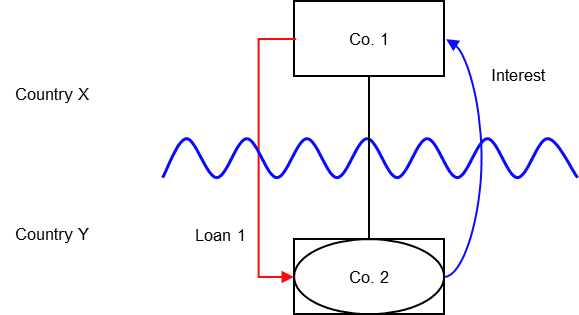 Co. 1
Interest
Country X
Country Y
Loan 1
Co. 2